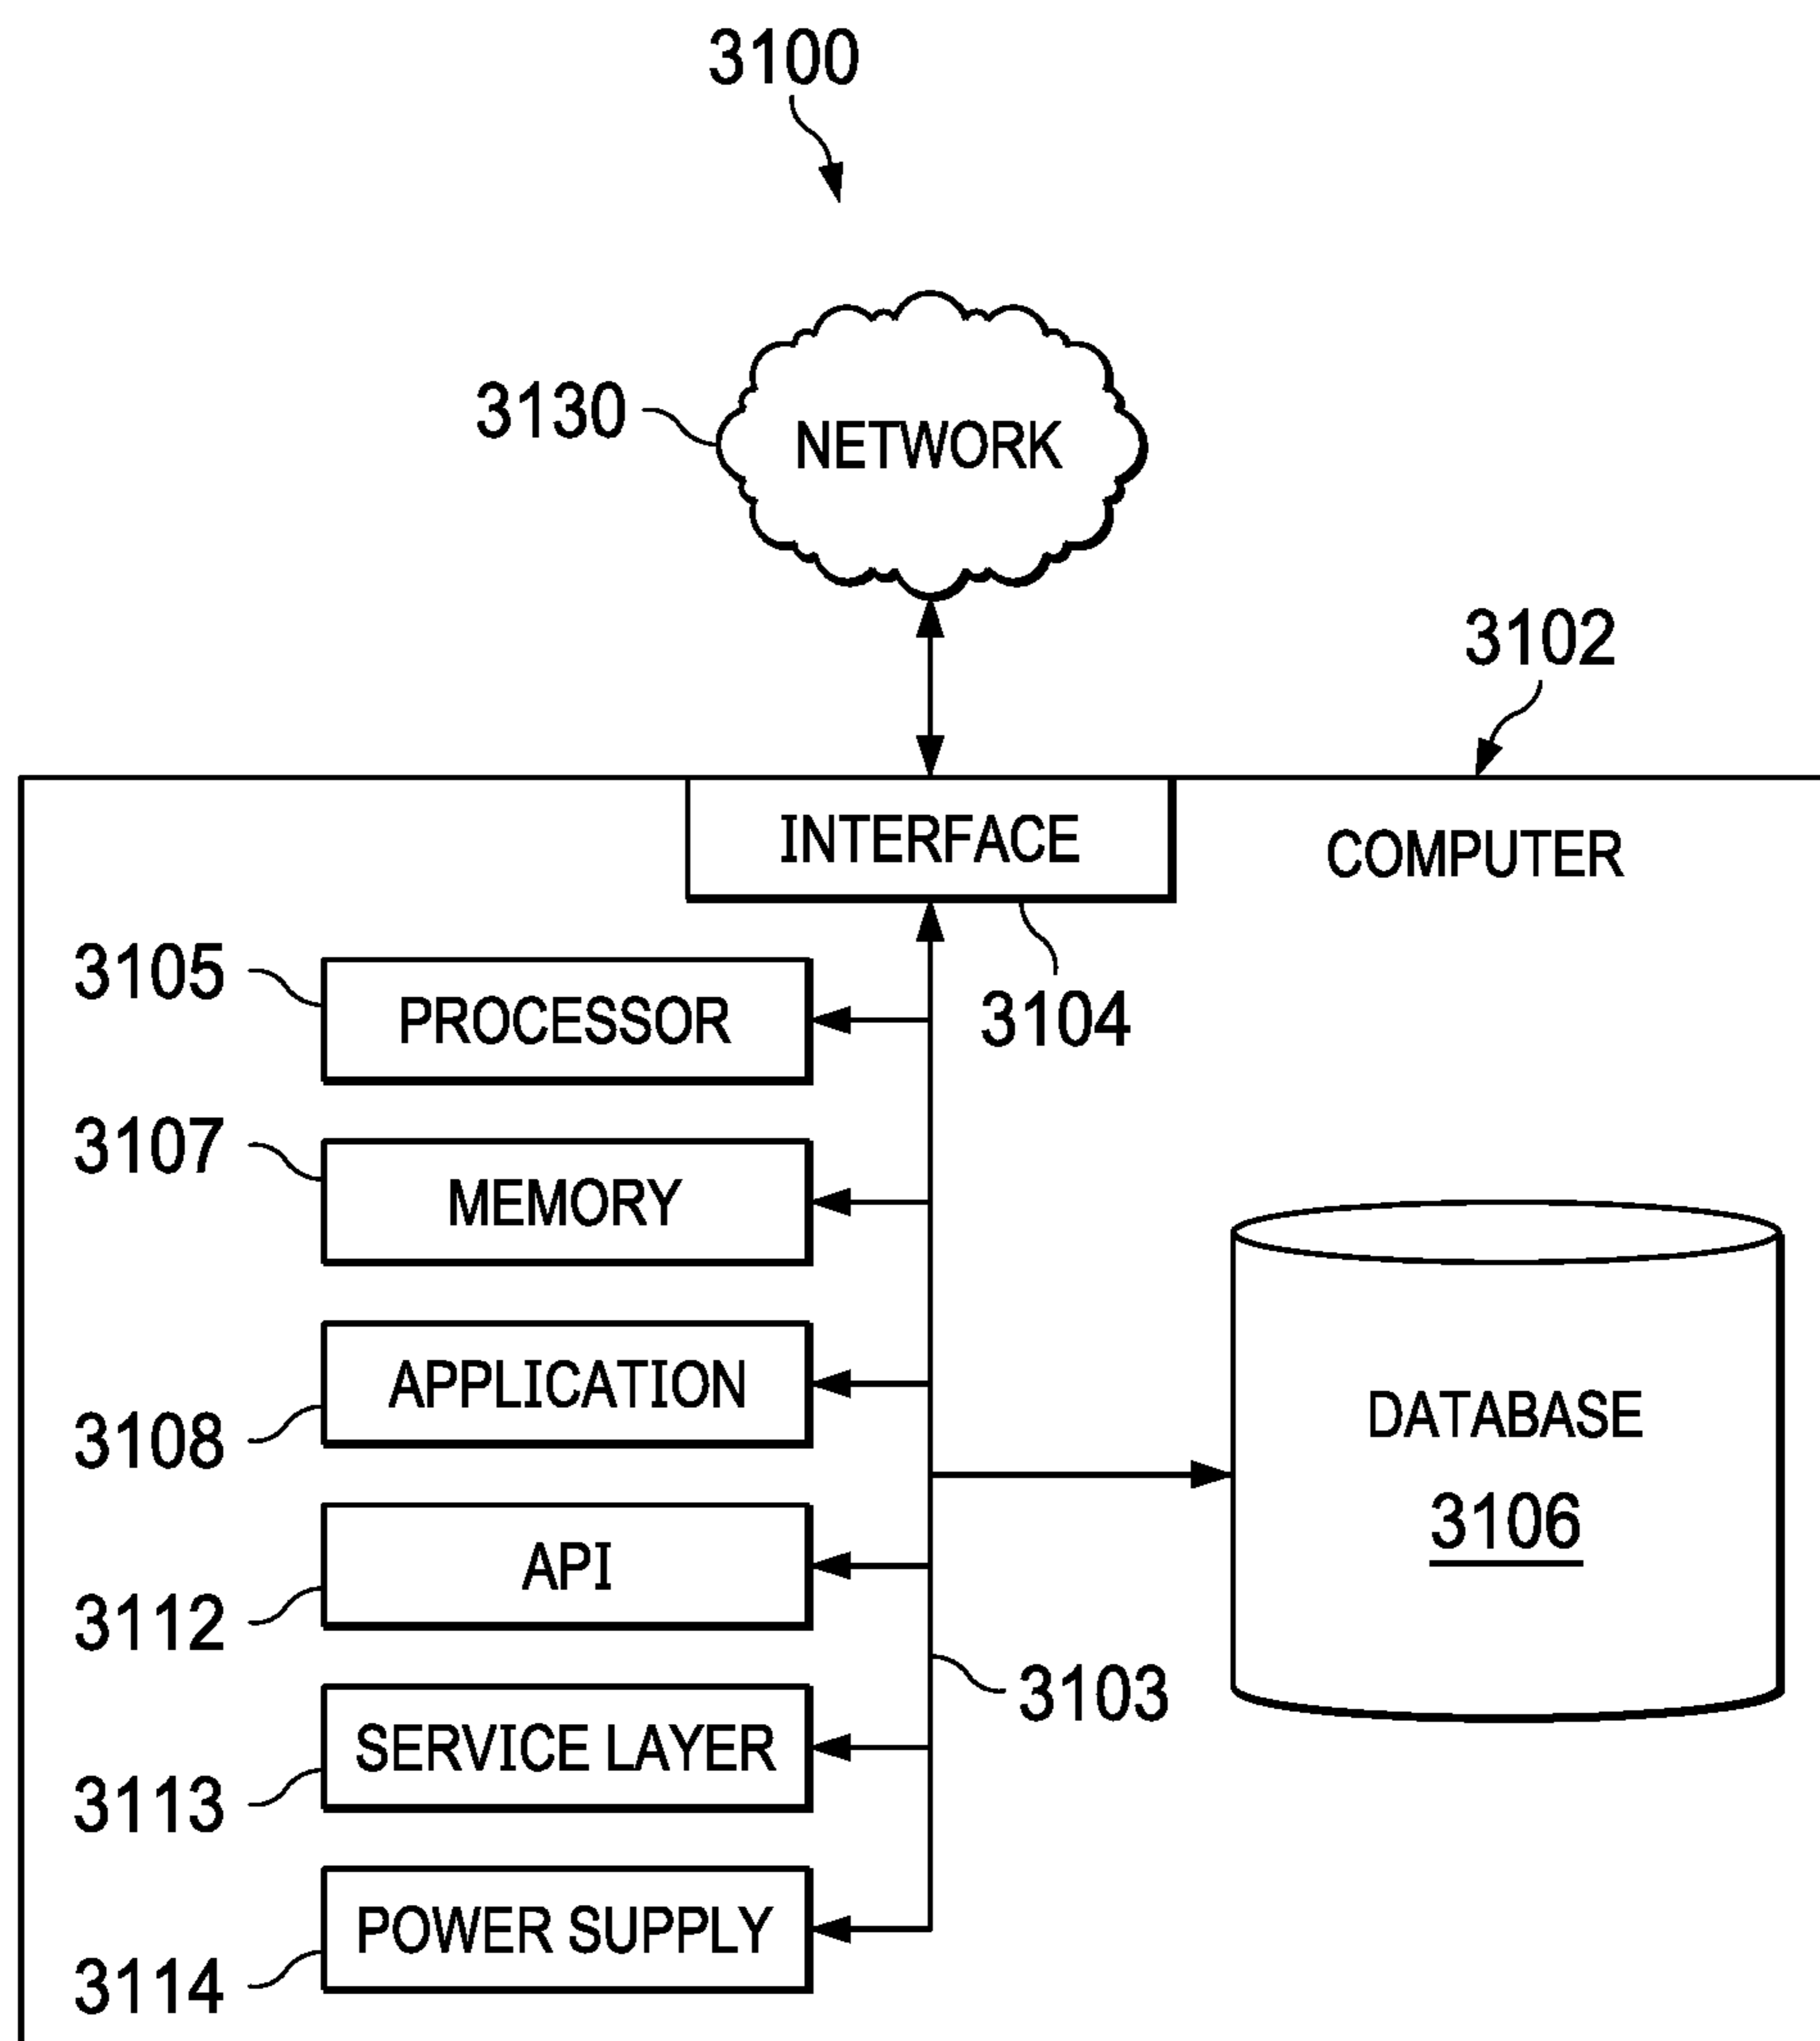 3100
3130
NETWORK
3102
INTERFACE
COMPUTER
3105
PROCESSOR
3104
3107
MEMORY
APPLICATION
3108
DATABASE
3106
API
3112
3103
SERVICE LAYER
3113
POWER SUPPLY
3114